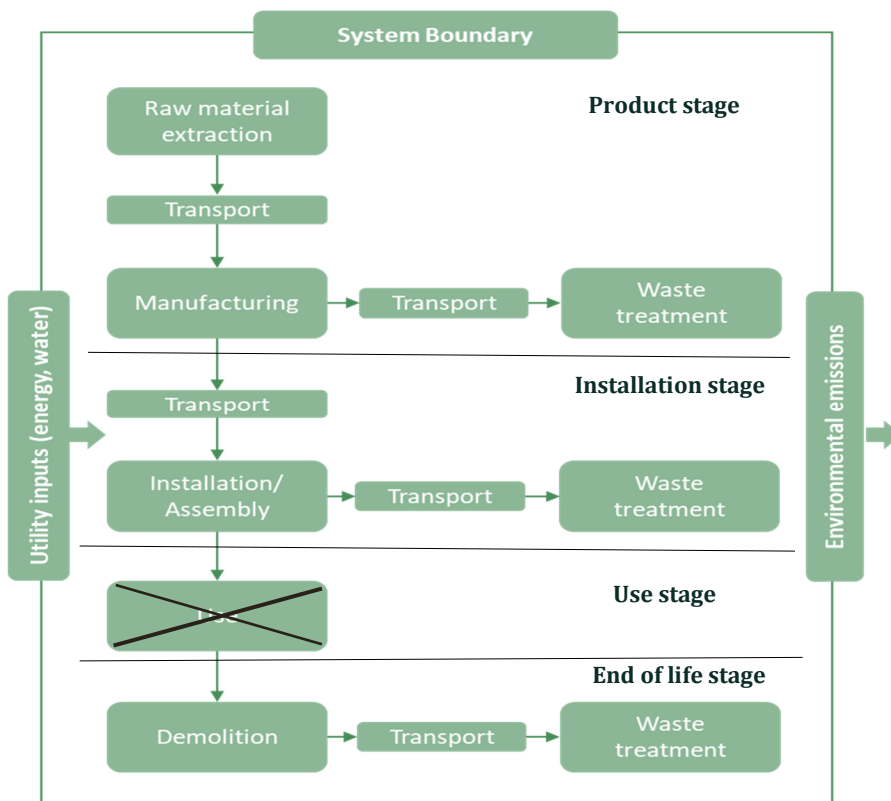 System Boundary
Product stage
Raw material
extraction
Transport
Manufacturing
Transport
Waste
treatment
Utility inputs (energy, water)
Environmental emissions
Installation stage
Transport
Installation/
Assembly
Transport
Waste
treatment
Use stage
Use
End of life stage
Demolition
Transport
Waste
treatment